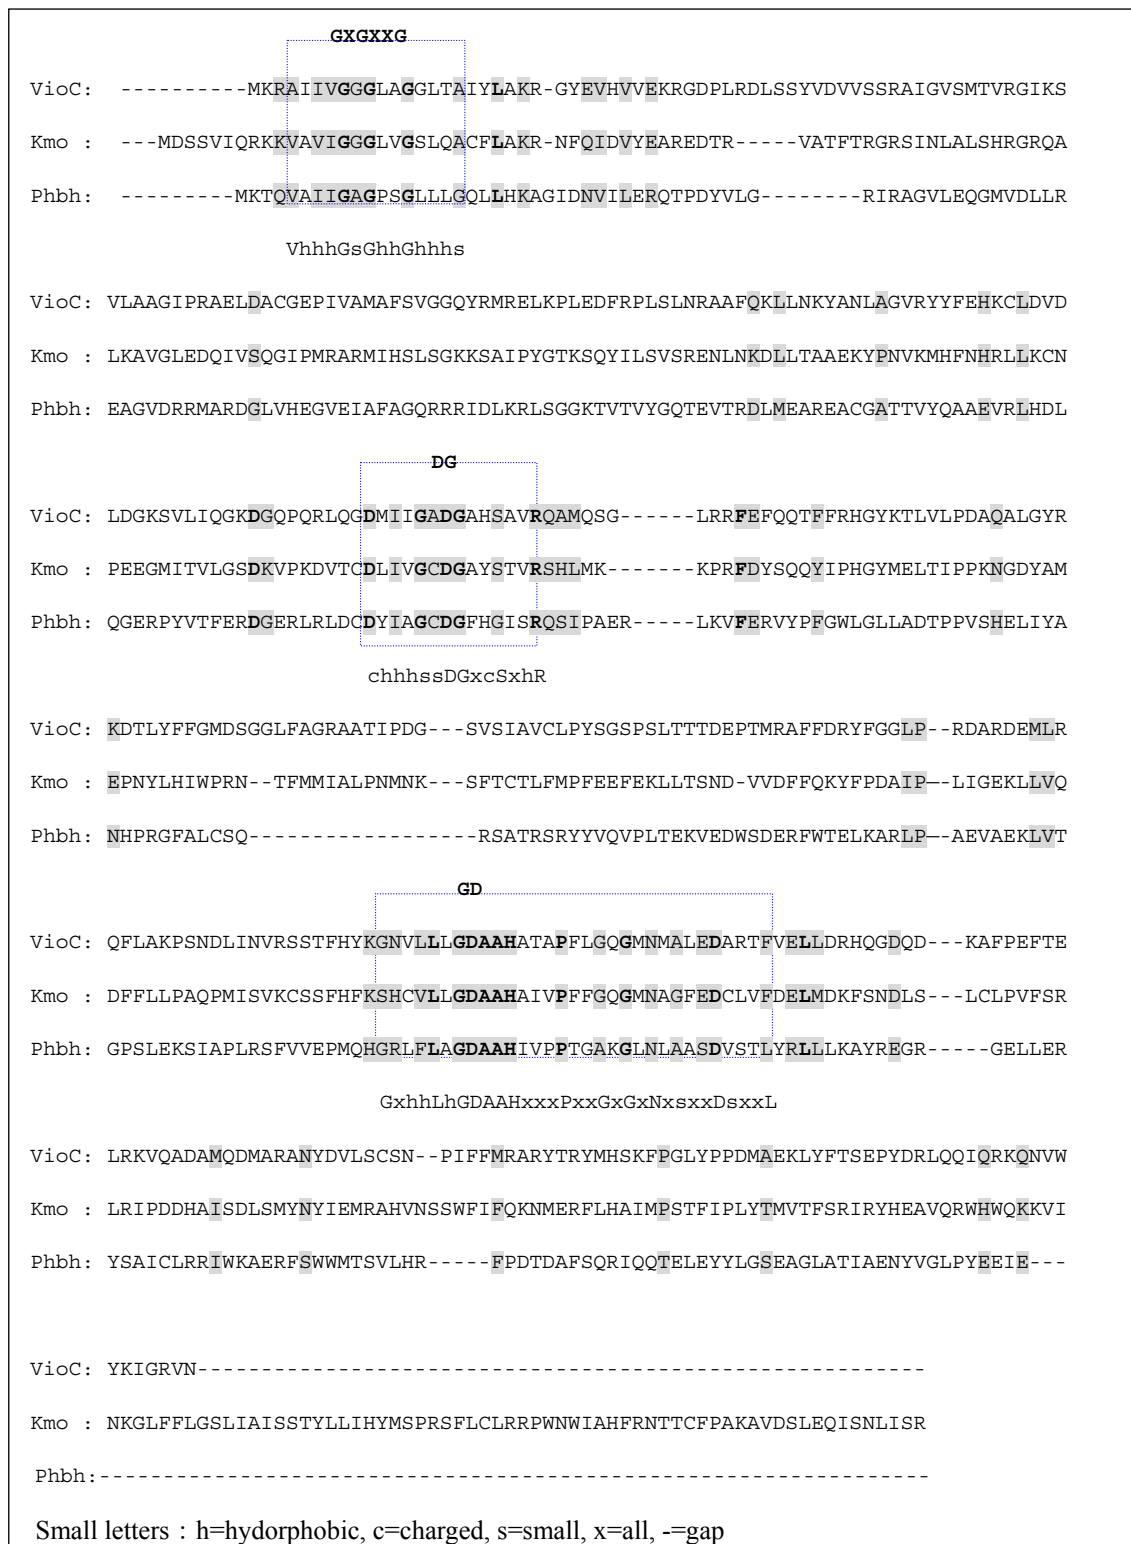 GXGXXG
VioC: ----------MKRAIIVGGGLAGGLTAIYLAKR-GYEVHVVEKRGDPLRDLSSYVDVVSSRAIGVSMTVRGIKS
Kmo : ---MDSSVIQRKKVAVIGGGLVGSLQACFLAKR-NFQIDVYEAREDTR-----VATFTRGRSINLALSHRGRQA
Phbh: ---------MKTQVAIIGAGPSGLLLGQLLHKAGIDNVILERQTPDYVLG--------RIRAGVLEQGMVDLLR
VhhhGsGhhGhhhs
VioC: VLAAGIPRAELDACGEPIVAMAFSVGGQYRMRELKPLEDFRPLSLNRAAFQKLLNKYANLAGVRYYFEHKCLDVD
Kmo : LKAVGLEDQIVSQGIPMRARMIHSLSGKKSAIPYGTKSQYILSVSRENLNKDLLTAAEKYPNVKMHFNHRLLKCN
Phbh: EAGVDRRMARDGLVHEGVEIAFAGQRRRIDLKRLSGGKTVTVYGQTEVTRDLMEAREACGATTVYQAAEVRLHDL
DG
VioC: LDGKSVLIQGKDGQPQRLQGDMIIGADGAHSAVRQAMQSG------LRRFEFQQTFFRHGYKTLVLPDAQALGYR
Kmo : PEEGMITVLGSDKVPKDVTCDLIVGCDGAYSTVRSHLMK-------KPRFDYSQQYIPHGYMELTIPPKNGDYAM
Phbh: QGERPYVTFERDGERLRLDCDYIAGCDGFHGISRQSIPAER-----LKVFERVYPFGWLGLLADTPPVSHELIYA
chhhssDGxcSxhR
VioC: KDTLYFFGMDSGGLFAGRAATIPDG---SVSIAVCLPYSGSPSLTTTDEPTMRAFFDRYFGGLP--RDARDEMLR
Kmo : EPNYLHIWPRN--TFMMIALPNMNK---SFTCTLFMPFEEFEKLLTSND-VVDFFQKYFPDAIP—-LIGEKLLVQ
Phbh: NHPRGFALCSQ------------------RSATRSRYYVQVPLTEKVEDWSDERFWTELKARLP—-AEVAEKLVT
GD
VioC: QFLAKPSNDLINVRSSTFHYKGNVLLLGDAAHATAPFLGQGMNMALEDARTFVELLDRHQGDQD---KAFPEFTE
Kmo : DFFLLPAQPMISVKCSSFHFKSHCVLLGDAAHAIVPFFGQGMNAGFEDCLVFDELMDKFSNDLS---LCLPVFSR
Phbh: GPSLEKSIAPLRSFVVEPMQHGRLFLAGDAAHIVPPTGAKGLNLAASDVSTLYRLLLKAYREGR-----GELLER
GxhhLhGDAAHxxxPxxGxGxNxsxxDsxxL
VioC: LRKVQADAMQDMARANYDVLSCSN--PIFFMRARYTRYMHSKFPGLYPPDMAEKLYFTSEPYDRLQQIQRKQNVW
Kmo : LRIPDDHAISDLSMYNYIEMRAHVNSSWFIFQKNMERFLHAIMPSTFIPLYTMVTFSRIRYHEAVQRWHWQKKVI
Phbh: YSAICLRRIWKAERFSWWMTSVLHR-----FPDTDAFSQRIQQTELEYYLGSEAGLATIAENYVGLPYEEIE---
VioC: YKIGRVN---------------------------------------------------------
Kmo : NKGLFFLGSLIAISSTYLLIHYMSPRSFLCLRRPWNWIAHFRNTTCFPAKAVDSLEQISNLISR
Phbh:-----------------------------------------------------------------
Small letters : h=hydorphobic, c=charged, s=small, x=all, -=gap